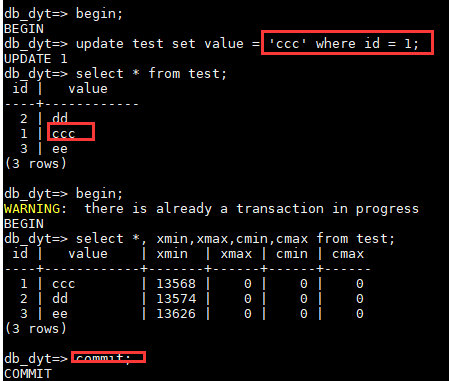 db_dyt=> begin;
BEGIN
db_dyt=> update test set value = 'ccc' where id = 1;
UPDATE 1
db_dyt=> select * from test;
 id |   value
----+------------
  2 | dd
  1 | ccc
  3 | ee
(3 rows)
db_dyt=> begin;
WARNING:  there is already a transaction in progress
BEGIN
db_dyt=> select *, xmin,xmax,cmin,cmax from test;
 id |   value    | xmin  | xmax | cmin | cmax
----+------------+-------+------+------+------
  1 | ccc        | 13568 |    0 |    0 |    0
  2 | dd         | 13574 |    0 |    0 |    0
  3 | ee         | 13626 |    0 |    0 |    0
(3 rows)
db_dyt=> commit;
COMMIT